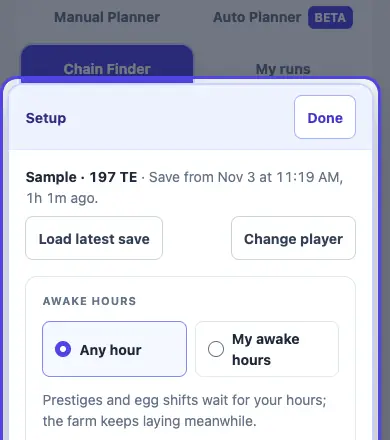 Manual Planner
Auto Planner BETA
Chain Finder
My runs
Setup
Done
Sample · 197 TE · Save from Nov 3 at 11:19 AM,
1h 1m ago.
Load latest save
Change player
AWAKE HOURS
Any hour
My awake
hours
Prestiges and egg shifts wait for your hours;
the farm keeps laying meanwhile.